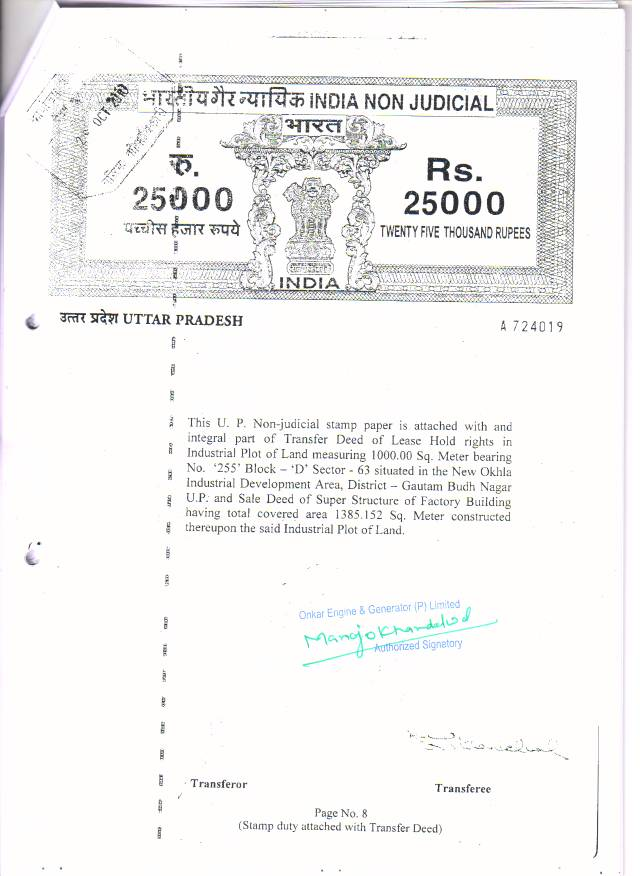 OCT 2010
भारतीय गैर न्यायिक INDIA NON JUDICIAL
भारत
रु.
25000
पच्चीस हजार रुपये
Rs.
25000
TWENTY FIVE THOUSAND RUPEES
INDIA
उत्तर प्रदेश UTTAR PRADESH
A 724019
This U. P. Non-judicial stamp paper is attached with and
integral part of Transfer Deed of Lease Hold rights in
Industrial Plot of Land measuring 1000.00 Sq. Meter bearing
No. ‘255’ Block – ‘D’ Sector - 63 situated in the New Okhla
Industrial Development Area, District – Gautam Budh Nagar
U.P. and Sale Deed of Super Structure of Factory Building
having total covered area 1385.152 Sq. Meter constructed
thereupon the said Industrial Plot of Land.
Onkar Engine & Generator (P) Limited
Authorized Signatory
Transferor
Transferee
Page No. 8
(Stamp duty attached with Transfer Deed)